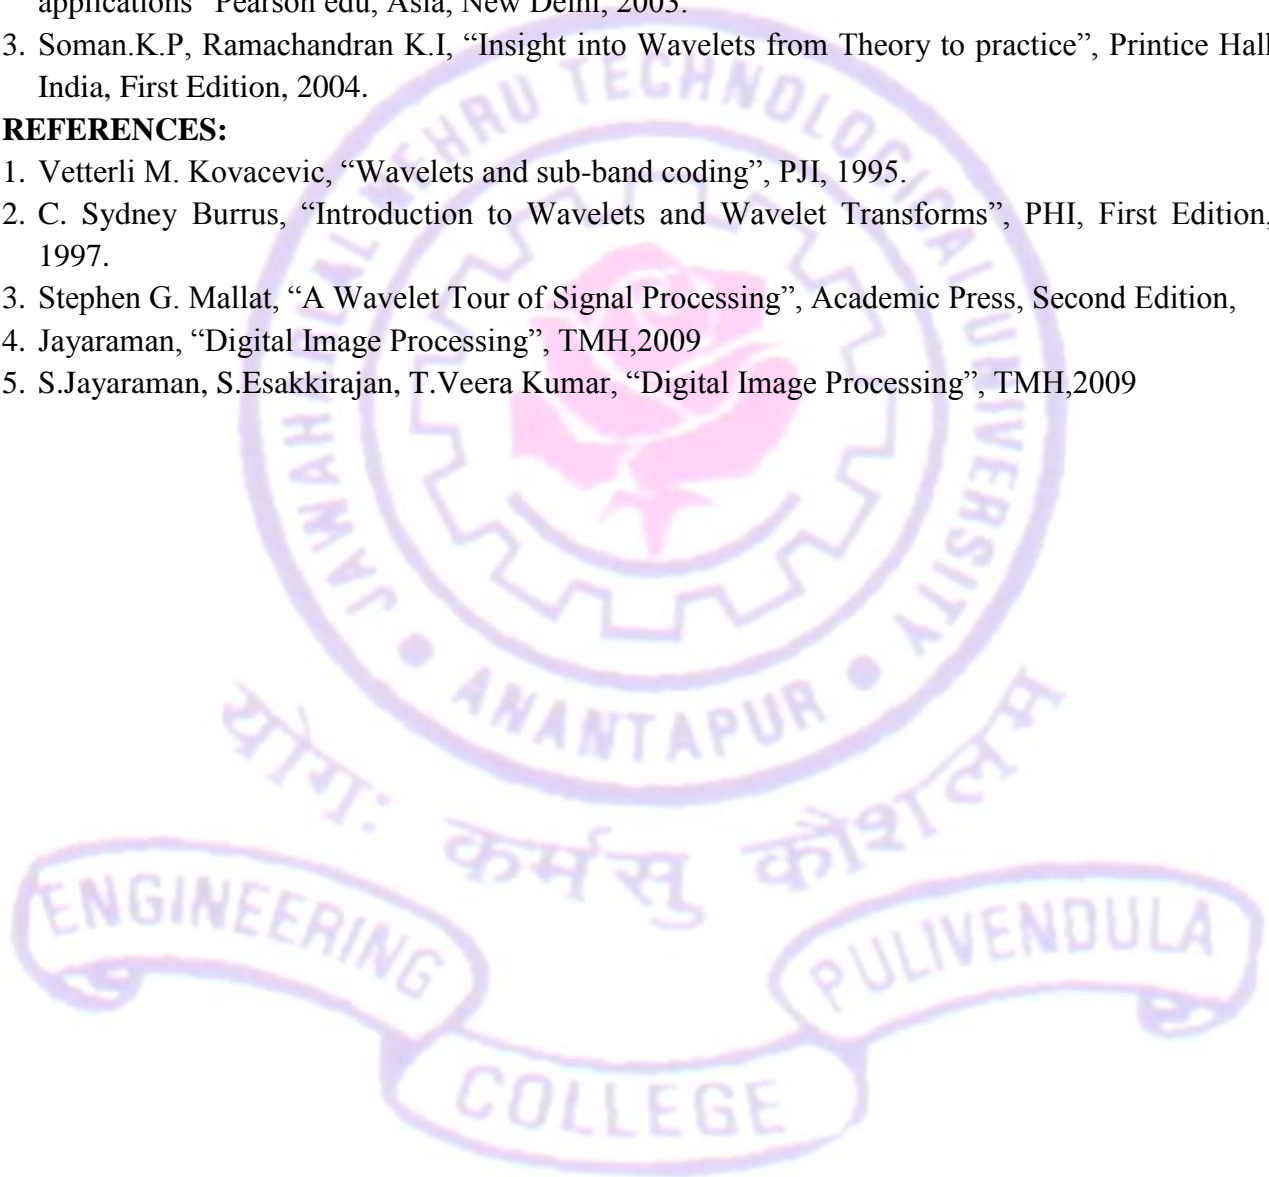 applications” Pearson edu, Asia, New Delhi, 2003.
3. Soman.K.P, Ramachandran K.I, “Insight into Wavelets from Theory to practice”, Printice Hall
India, First Edition, 2004.
REFERENCES:
1. Vetterli M. Kovacevic, “Wavelets and sub-band coding”, PJI, 1995.
2. C. Sydney Burrus, “Introduction to Wavelets and Wavelet Transforms”, PHI, First Edition,
1997.
3. Stephen G. Mallat, “A Wavelet Tour of Signal Processing”, Academic Press, Second Edition,
4. Jayaraman, “Digital Image Processing”, TMH,2009
5. S.Jayaraman, S.Esakkirajan, T.Veera Kumar, “Digital Image Processing”, TMH,2009
JAWAHARLAL NEHRU TECHNOLOGICAL UNIVERSITY
ANANTAPUR
योग: कर्मसु कौशलम
ENGINEERING
COLLEGE
PULIVENDULA